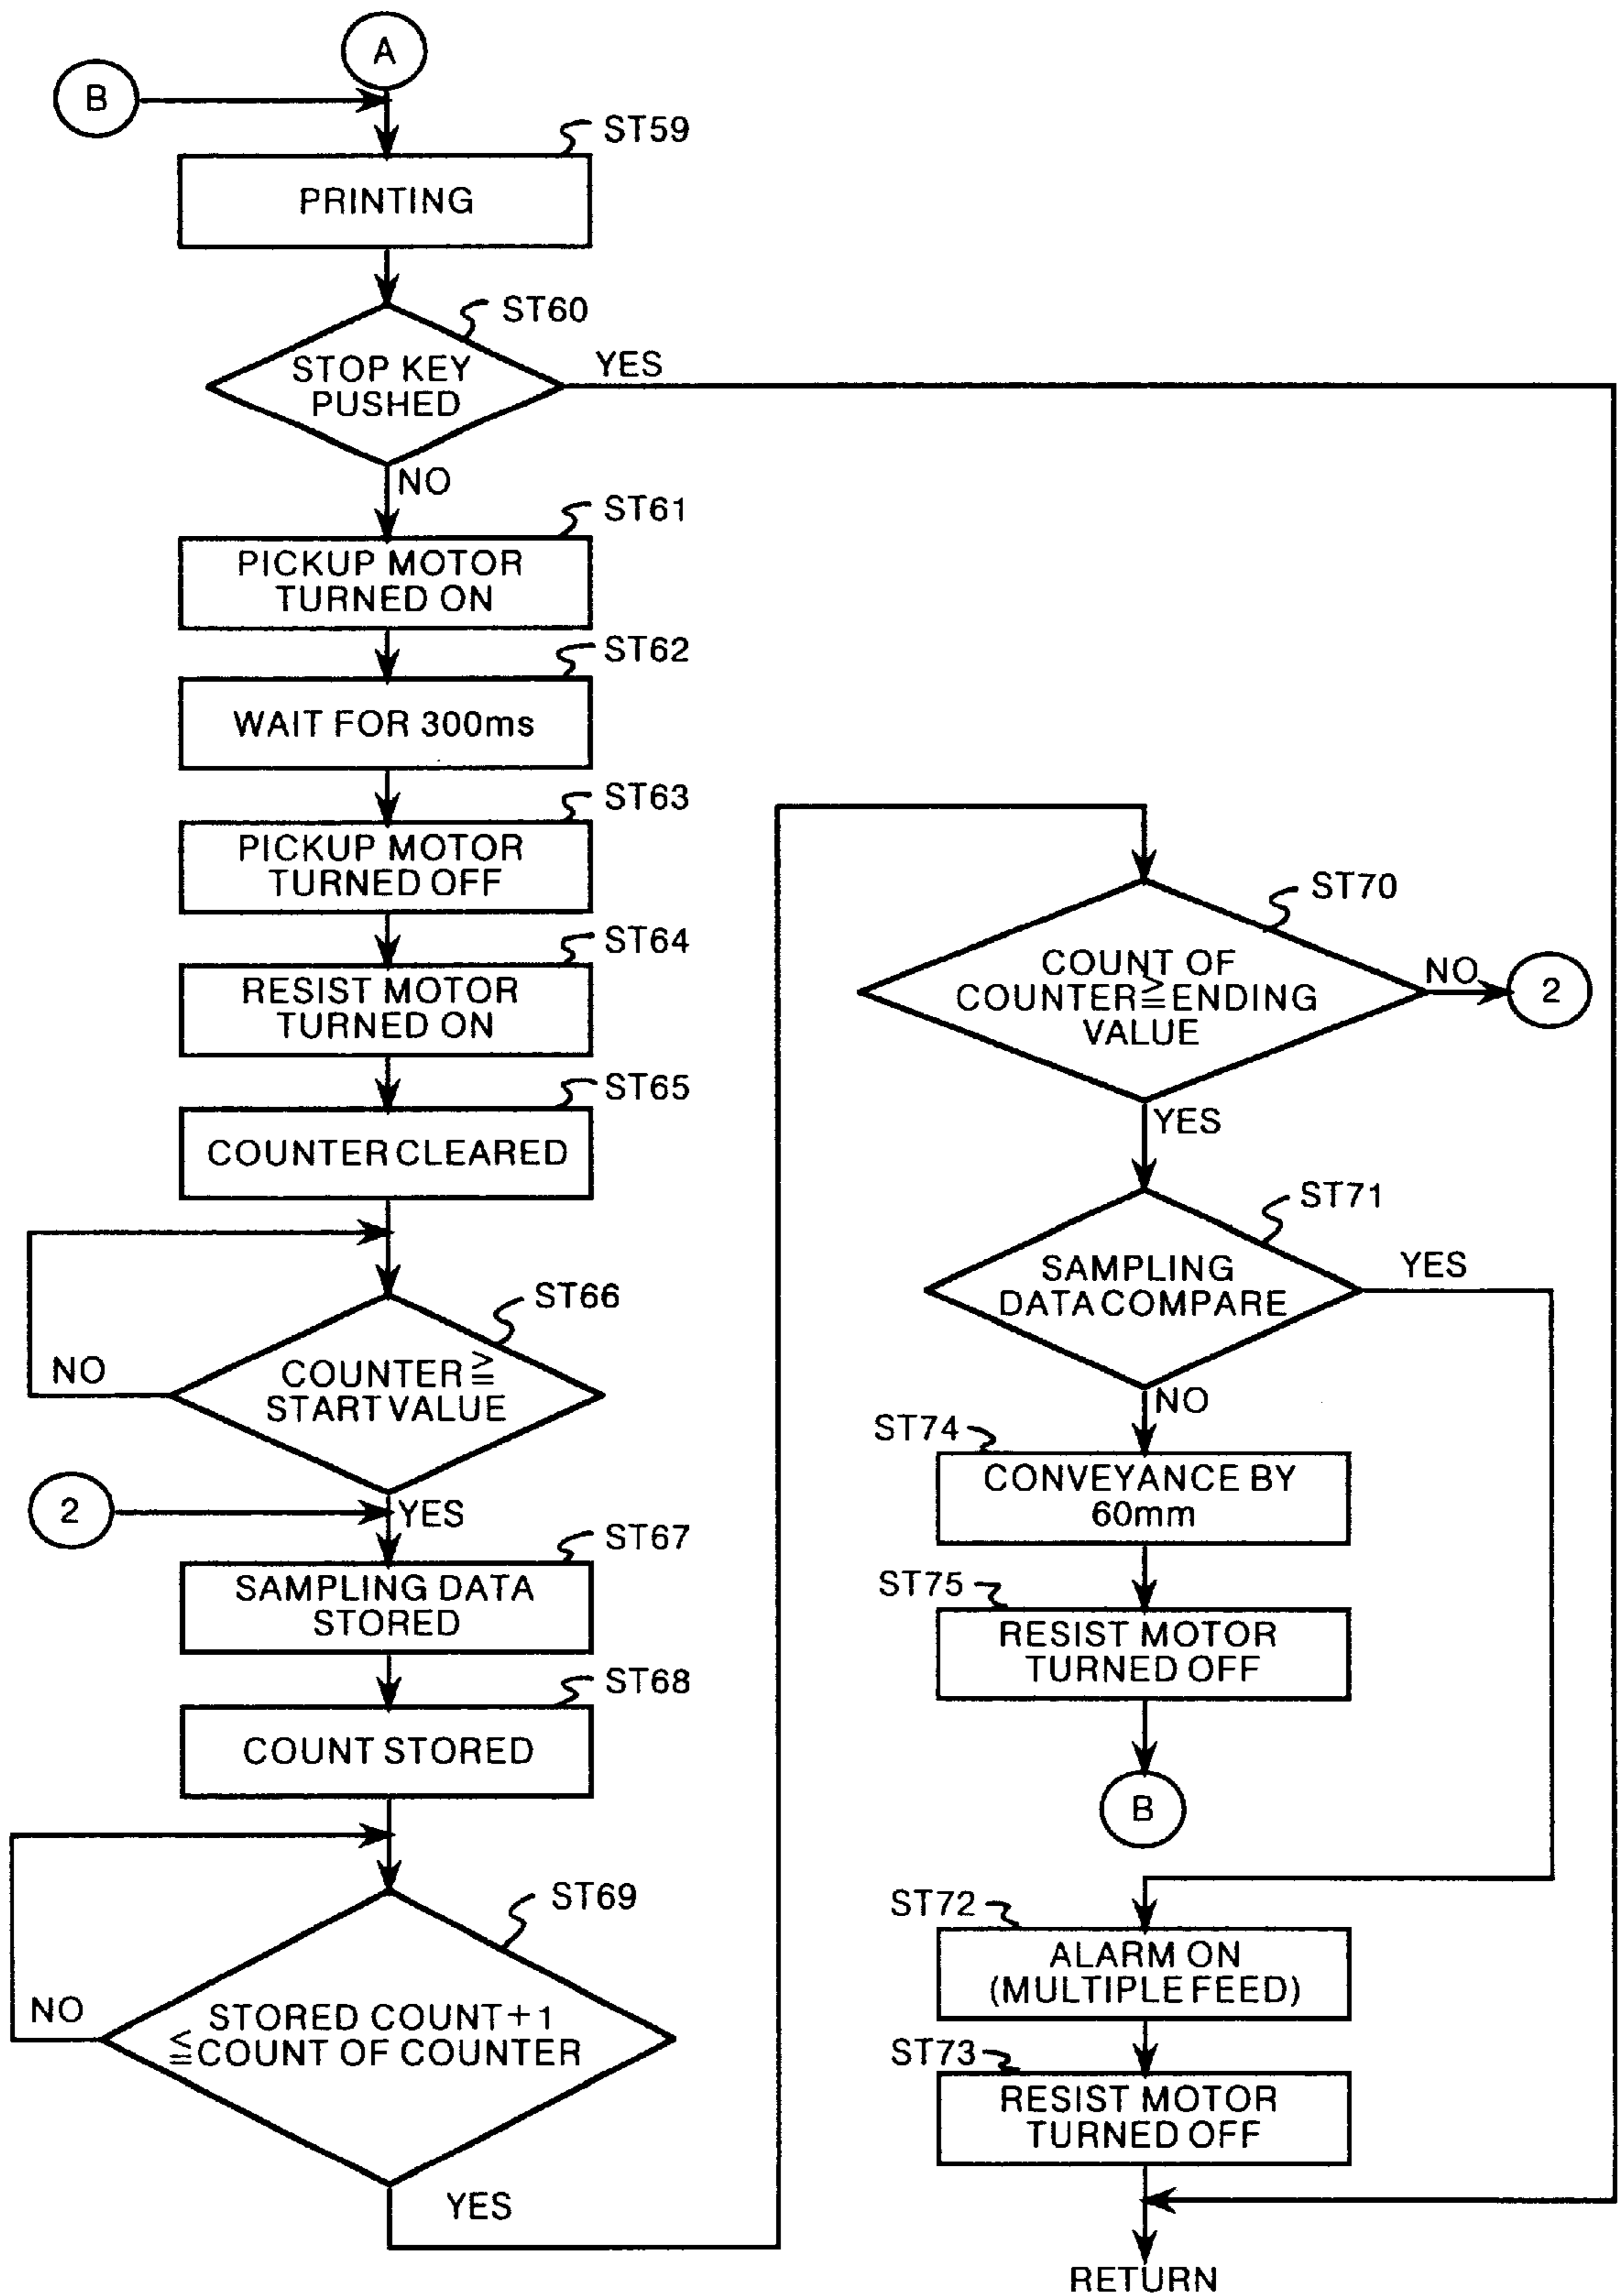 A
B
ST59
PRINTING
ST60
STOP KEY
PUSHED
YES
NO
ST61
PICKUP MOTOR
TURNED ON
ST62
WAIT FOR 300ms
ST63
PICKUP MOTOR
TURNED OFF
ST64
RESIST MOTOR
TURNED ON
ST65
COUNTER CLEARED
ST66
COUNTER ≧
START VALUE
NO
YES
2
ST67
SAMPLING DATA
STORED
ST68
COUNT STORED
ST69
STORED COUNT+1
≦COUNT OF COUNTER
NO
YES
ST70
COUNT OF
COUNTER≧ENDING
VALUE
NO
2
YES
ST71
SAMPLING
DATA COMPARE
YES
NO
ST74
CONVEYANCE BY
60mm
ST75
RESIST MOTOR
TURNED OFF
B
ST72
ALARM ON
(MULTIPLE FEED)
ST73
RESIST MOTOR
TURNED OFF
RETURN